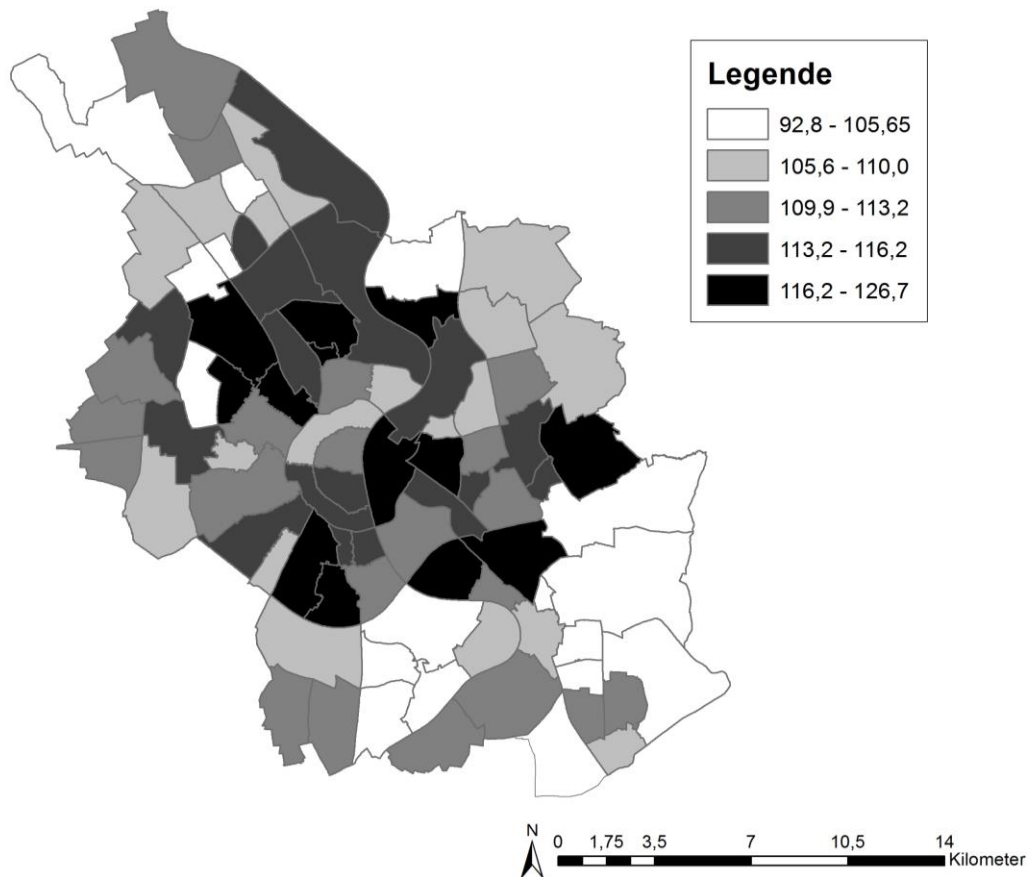 Legende
92,8 - 105,65
105,6 - 110,0
109,9 - 113,2
113,2 - 116,2
116,2 - 126,7
N
0 1,75 3,5 7 10,5 14
Kilometer